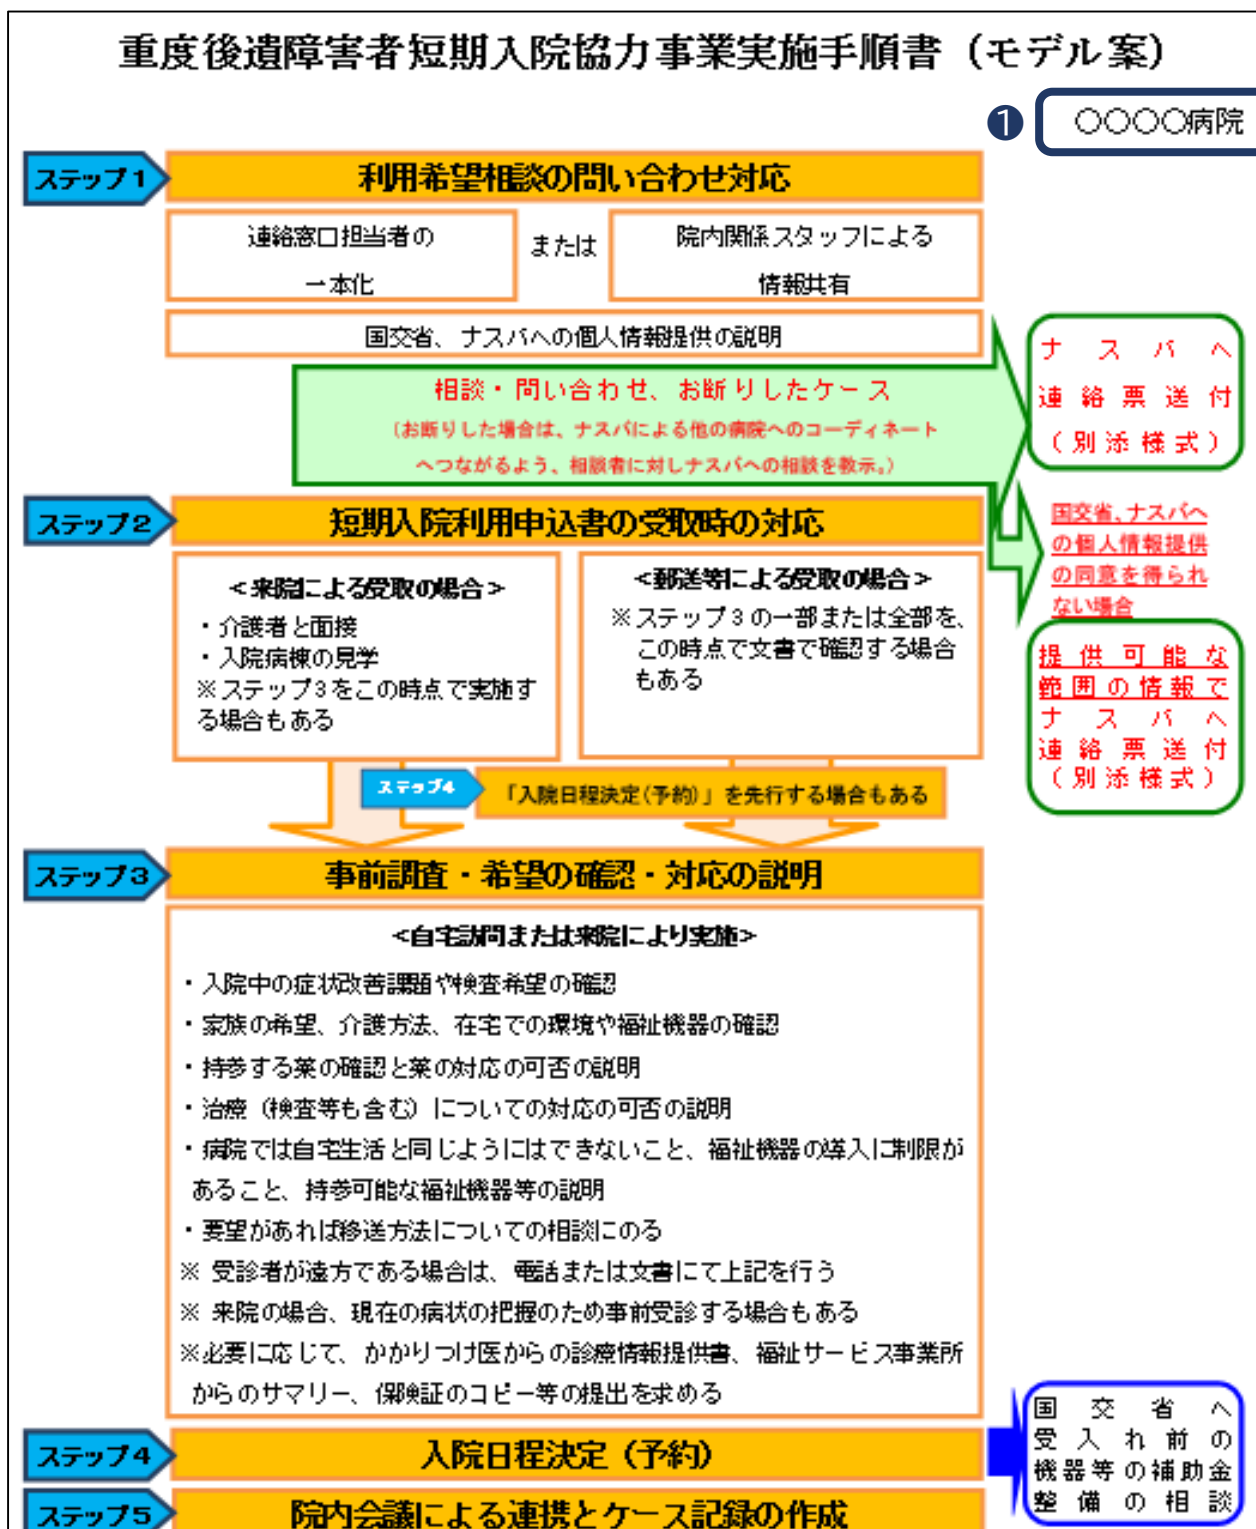 重度後遺障害者短期入院協力事業実施手順書（モデル案）
❶ 〇〇〇〇病院
ステップ1
利用希望相談の問い合わせ対応
連絡窓口担当者の
一本化
または
院内関係スタッフによる
情報共有
国交省、ナスバへの個人情報提供の説明
相談・問い合わせ、お断りしたケース
（お断りした場合は、ナスバによる他の病院へのコーディネート
へつながるよう、相談者に対しナスバへの相談を教示。）
ナスバへ
連絡票送付
（別添様式）
ステップ2
短期入院利用申込書の受取時の対応
国交省、ナスバへ
の個人情報提供
の同意を得られ
ない場合
＜来院による受取の場合＞
・介護者と面接
・入院病棟の見学
※ステップ3をこの時点で実施す
る場合もある
＜郵送等による受取の場合＞
※ステップ3の一部または全部を、
この時点で文書で確認する場合
もある
提供可能な
範囲の情報で
ナスバへ
連絡票送付
（別添様式）
ステップ4
「入院日程決定（予約）」を先行する場合もある
ステップ3
事前調査・希望の確認・対応の説明
＜自宅訪問または来院により実施＞
・入院中の症状改善課題や検査希望の確認
・家族の希望、介護方法、在宅での環境や福祉機器の確認
・持参する薬の確認と薬の対応の可否の説明
・治療（検査等も含む）についての対応の可否の説明
・病院では自宅生活と同じようにはできないこと、福祉機器の導入に制限が
あること、持参可能な福祉機器等の説明
・要望があれば移送方法についての相談にのる
※ 受診者が遠方である場合は、電話または文書にて上記を行う
※ 来院の場合、現在の病状の把握のため事前受診する場合もある
※必要に応じて、かかりつけ医からの診療情報提供書、福祉サービス事業所
からのサマリー、保険証のコピー等の提出を求める
国交省へ
受入れ前の
機器等の補助金
整備の相談
ステップ4
入院日程決定（予約）
ステップ5
院内会議による連携とケース記録の作成